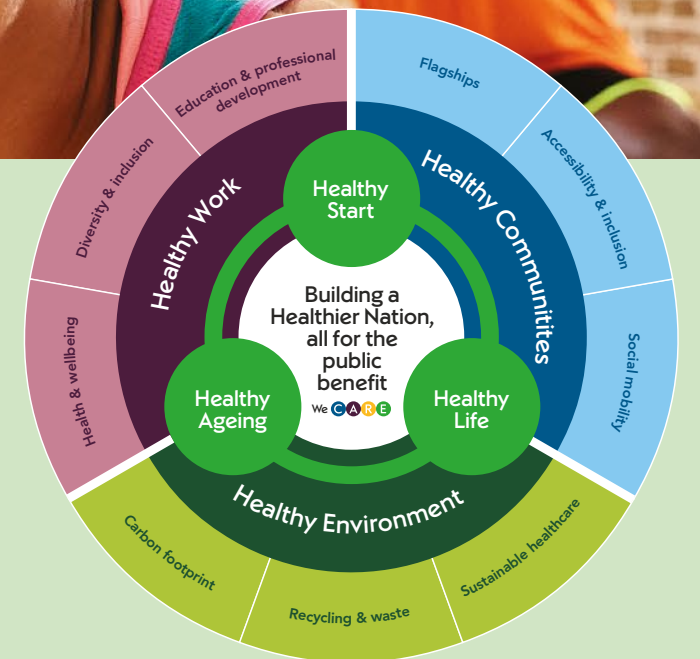 Education & professional
development
Flagships
Diversity & inclusion
Accessibility & inclusion
Healthy Work
Healthy Communitites
Healthy
Start
Building a
Healthier Nation,
all for the
public
benefit
We CARE
Health & wellbeing
Social mobility
Healthy
Ageing
Healthy
Life
Healthy Environment
Carbon footprint
Recycling & waste
Sustainable healthcare